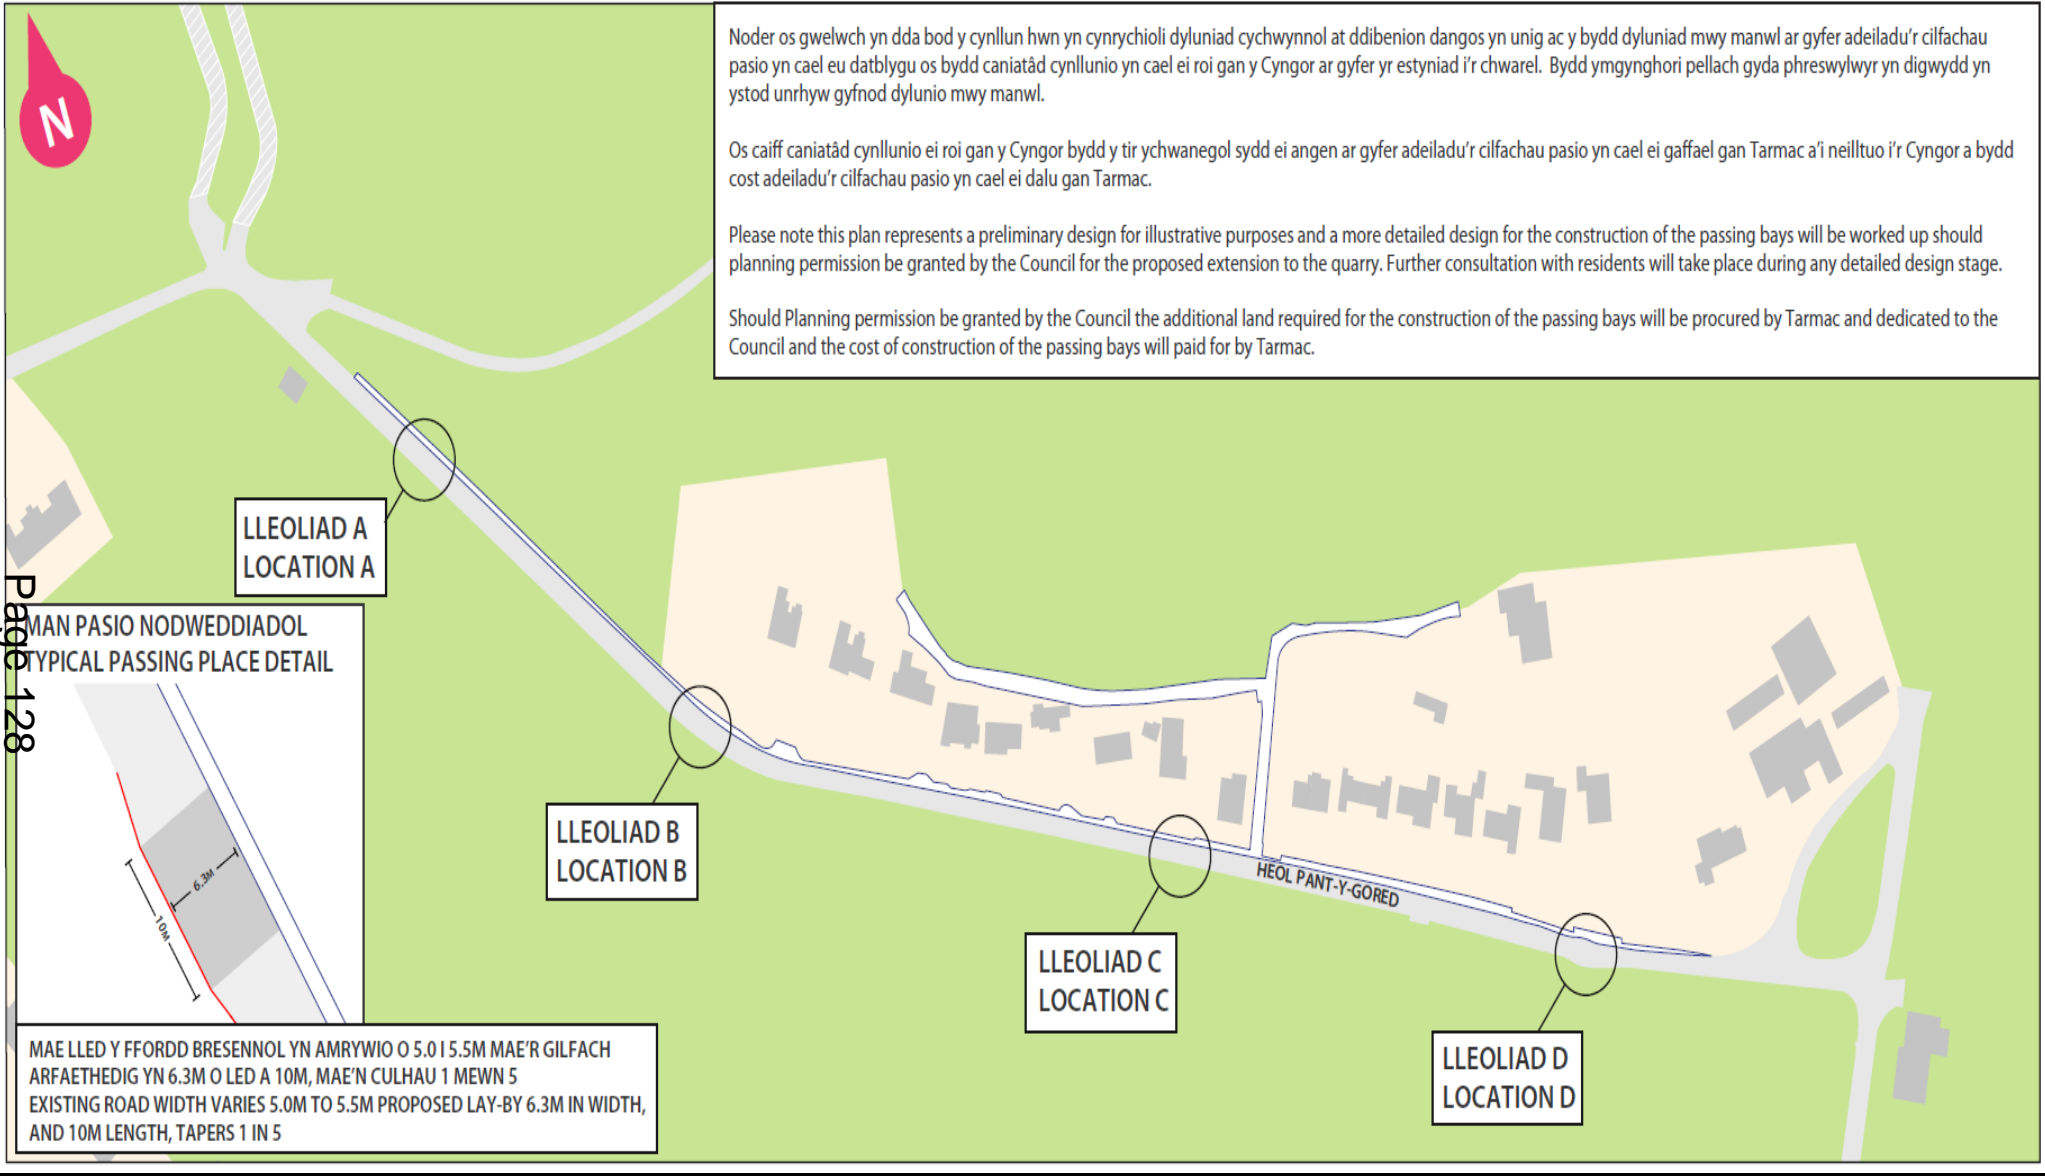 N
Noder os gwelwch yn dda bod y cynllun hwn yn cynrychioli dyluniad cychwynnol at ddibenion dangos yn unig ac y bydd dyluniad mwy manwl ar gyfer adeiladu'r cilfachau
pasio yn cael eu datblygu os bydd caniatâd cynllunio yn cael ei roi gan y Cyngor ar gyfer yr estyniad i'r chwarel. Bydd ymgynghori pellach gyda phreswylwyr yn digwydd yn
ystod unrhyw gyfnod dylunio mwy manwl.
Os caiff caniatâd cynllunio ei roi gan y Cyngor bydd y tir ychwanegol sydd ei angen ar gyfer adeiladu'r cilfachau pasio yn cael ei gaffael gan Tarmac a'i neilltuo i'r Cyngor a bydd
cost adeiladu'r cilfachau pasio yn cael ei dalu gan Tarmac.
Please note this plan represents a preliminary design for illustrative purposes and a more detailed design for the construction of the passing bays will be worked up should
planning permission be granted by the Council for the proposed extension to the quarry. Further consultation with residents will take place during any detailed design stage.
Should Planning permission be granted by the Council the additional land required for the construction of the passing bays will be procured by Tarmac and dedicated to the
Council and the cost of construction of the passing bays will paid for by Tarmac.
LLEOLIAD A
LOCATION A
Page 128
MAN PASIO NODWEDDIADOL
TYPICAL PASSING PLACE DETAIL
6.3M
10M
LLEOLIAD B
LOCATION B
HEOL PANT-Y-GORED
LLEOLIAD C
LOCATION C
LLEOLIAD D
LOCATION D
MAE LLED Y FFORDD BRESENNOL YN AMRYWIO O 5.0 I 5.5M MAE'R GILFACH
ARFAETHEDIG YN 6.3M O LED A 10M, MAE'N CULHAU 1 MEWN 5
EXISTING ROAD WIDTH VARIES 5.0M TO 5.5M PROPOSED LAY-BY 6.3M IN WIDTH,
AND 10M LENGTH, TAPERS 1 IN 5